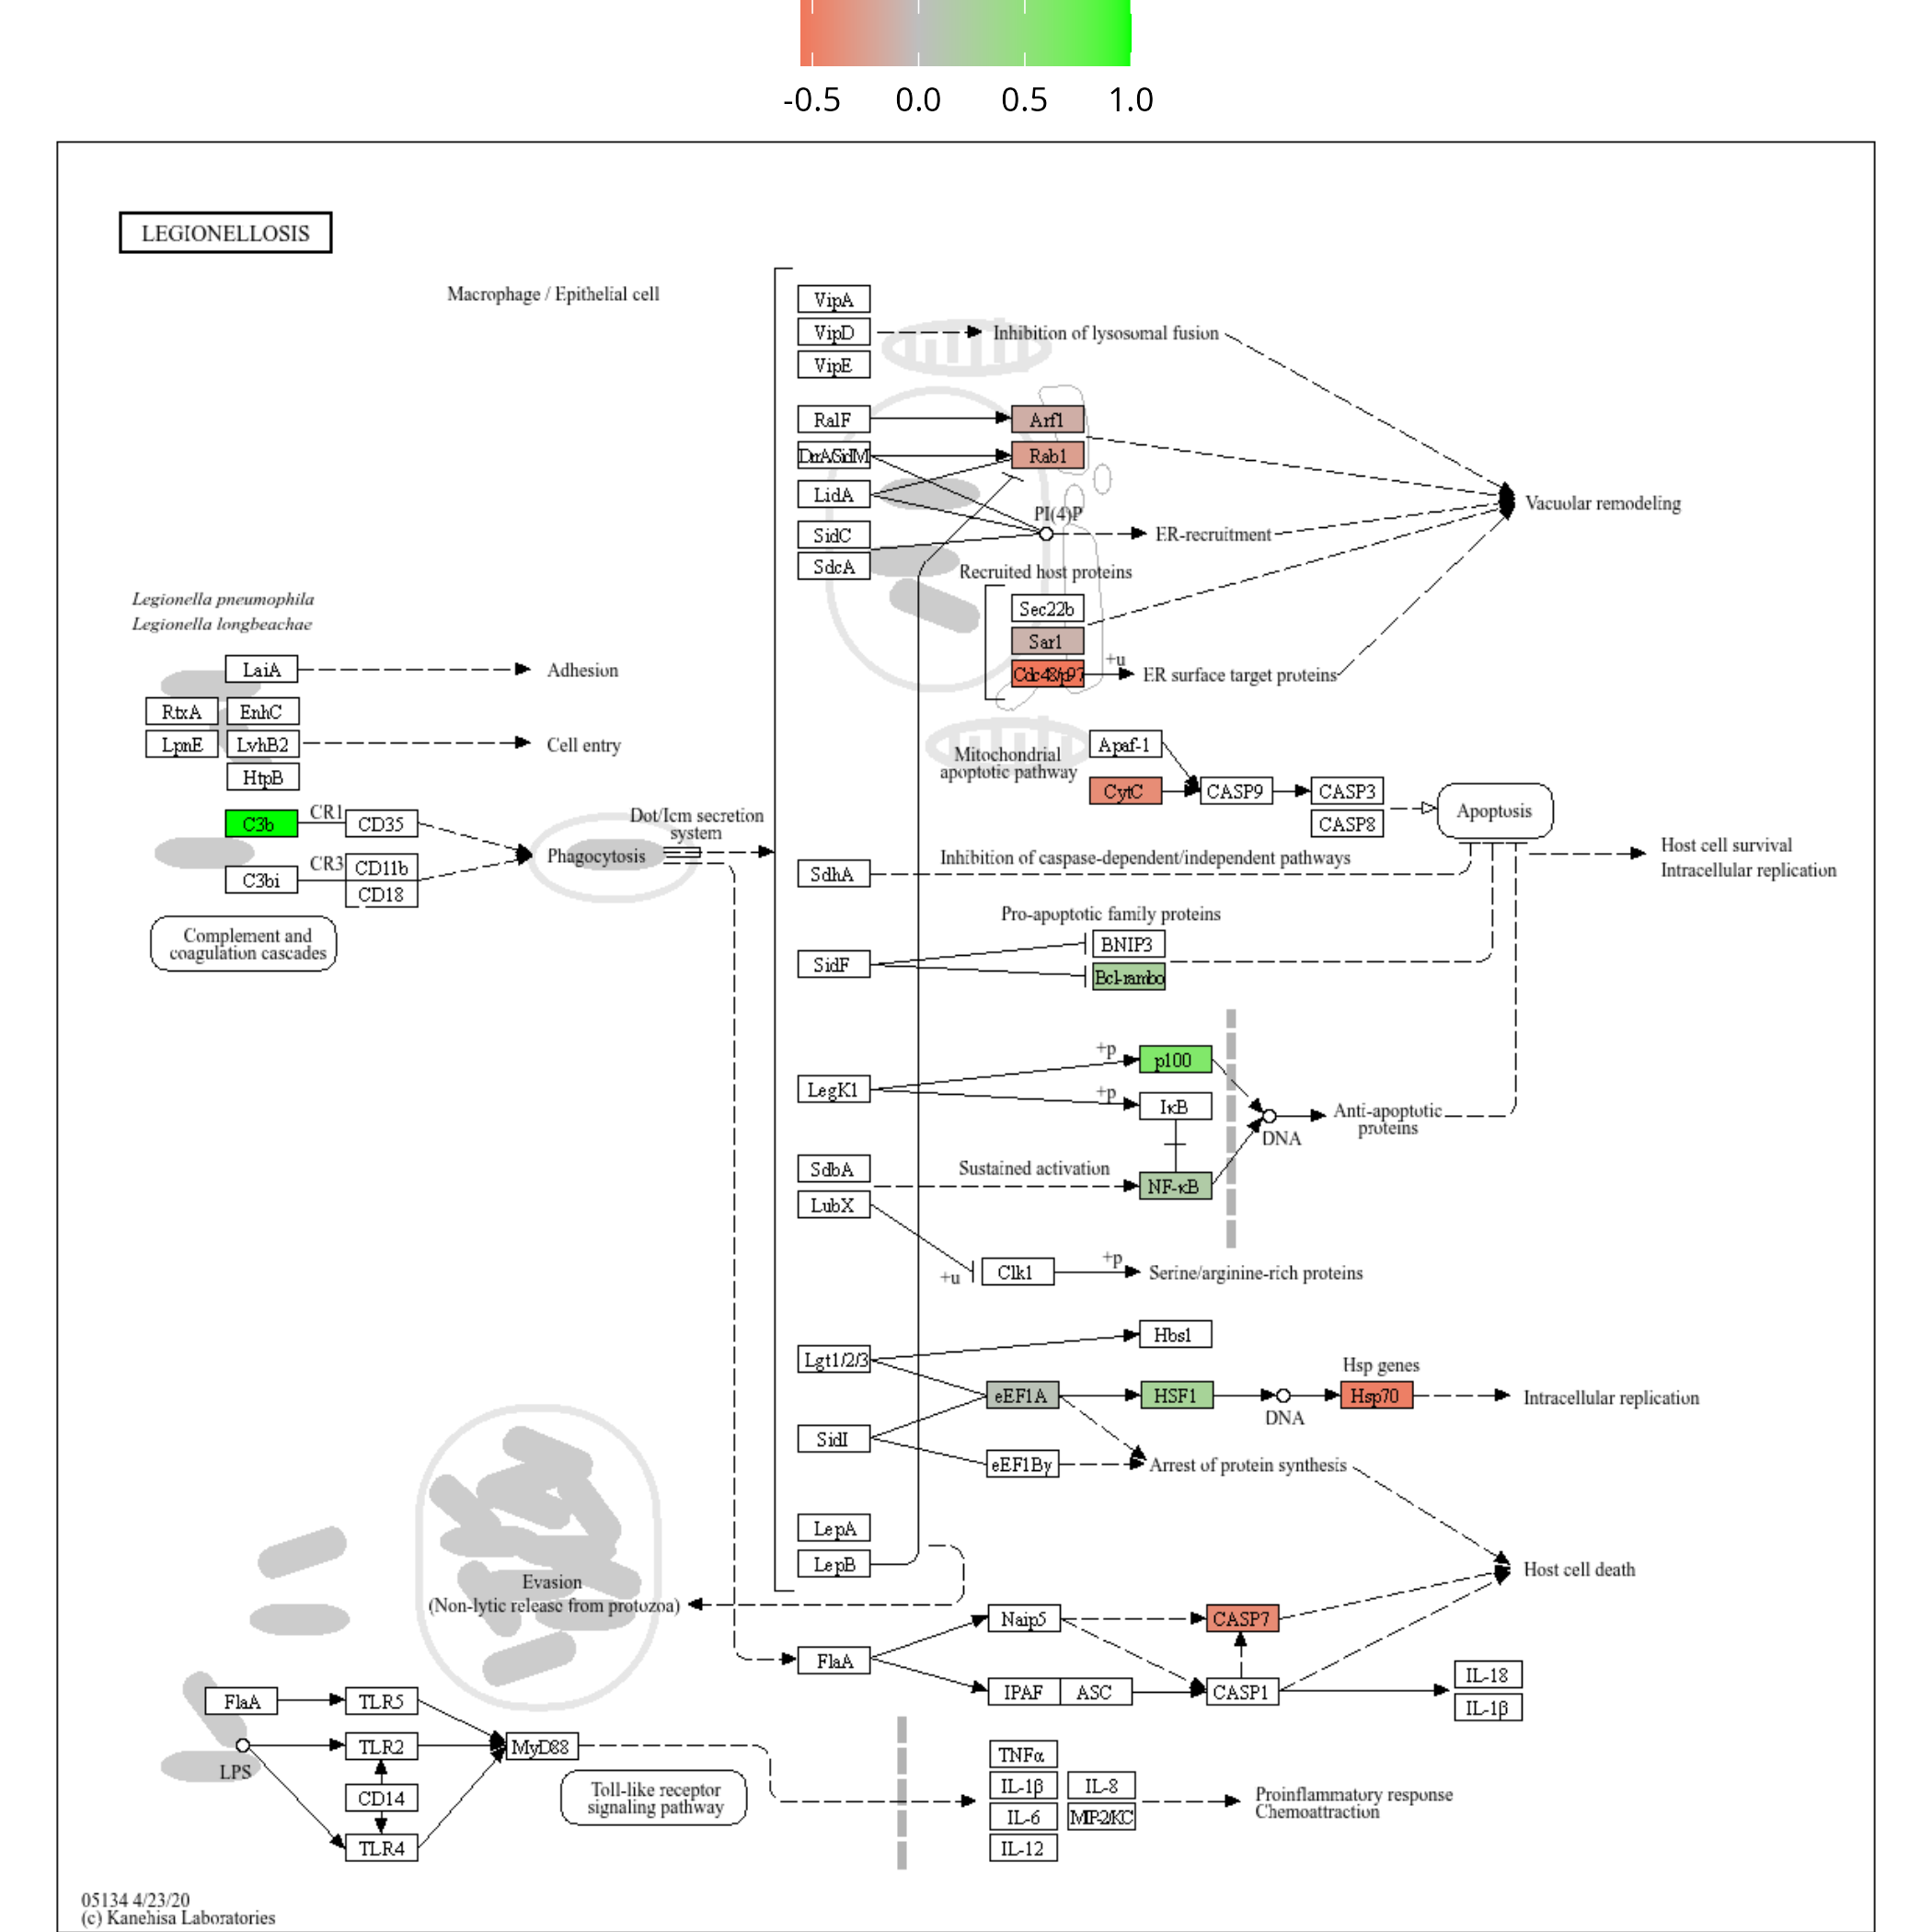 -0.5 0.0 0.5 1.0
LEGIONELLOSIS
Macrophage / Epithelial cell
VipA
VipD
Inhibition of lysosomal fusion
VipE
RalF
Arf1
DrrA/SidM
Rab1
LidA
PI(4)P
Vacuolar remodeling
SidC
ER-recruitment
SdcA
Recruited host proteins
Legionella pneumophila
Legionella longbeachae
Sec22b
Sar1
Cdc48/p97
+u
ER surface target proteins
LaiA
Adhesion
RtxA
EnhC
LpnE
LvhB2
Cell entry
HtpB
Mitochondrial
apoptotic pathway
Apaf-1
CytC
CASP9
CASP3
CASP8
Apoptosis
C3b
CR1
CD35
Dot/Icm secretion
system
Phagocytosis
C3bi
CR3
CD11b
CD18
Complement and
coagulation cascades
Inhibition of caspase-dependent/independent pathways
SdhA
Host cell survival
Intracellular replication
Pro-apoptotic family proteins
BNIP3
SidF
Bcl-rambo
+p
p100
LegK1
+p
IκB
DNA
Anti-apoptotic
proteins
SdbA
Sustained activation
NF-κB
LubX
+u
Clk1
+p
Serine/arginine-rich proteins
Hbs1
Lgt1/2/3
Hsp genes
eEF1A
HSF1
DNA
Hsp70
Intracellular replication
SidI
eEF1Bγ
Arrest of protein synthesis
LepA
LepB
Host cell death
Evasion
(Non-lytic release from protozoa)
Naip5
CASP7
FlaA
IPAF
ASC
CASP1
IL-18
IL-1β
FlaA
TLR5
TLR2
MyD88
LPS
CD14
TLR4
Toll-like receptor
signaling pathway
TNFα
IL-1β
IL-8
IL-6
MIP-2/KC
IL-12
Proinflammatory response
Chemoattraction
05134 4/23/20
(c) Kanehisa Laboratories